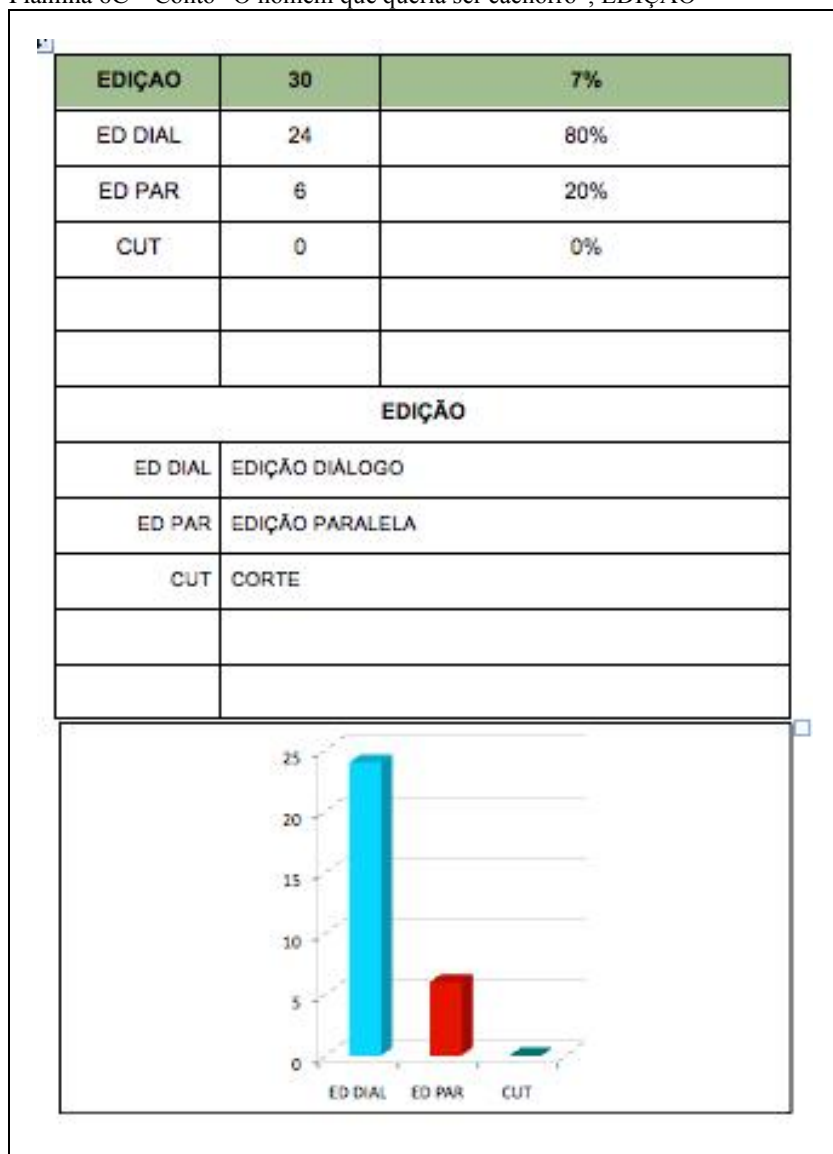 EDIÇAO 30 7%
ED DIAL 24 80%
ED PAR 6 20%
CUT 0 0%
EDIÇÃO
ED DIAL EDIÇÃO DIÁLOGO
ED PAR EDIÇÃO PARALELA
CUT CORTE
25
20
15
10
5
0
ED DIAL ED PAR CUT